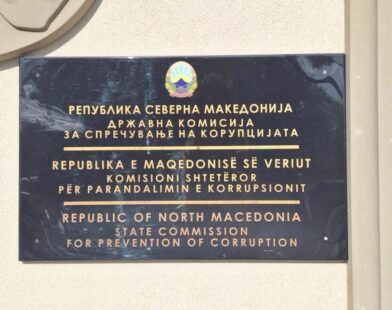 РЕПУБЛИКА СЕВЕРНА МАКЕДОНИЈА
ДРЖАВНА КОМИСИЈА
ЗА СПРЕЧУВАЊЕ НА КОРУПЦИЈАТА
REPUBLIKA E MAQEDONISË SË VERIUT
KOMISIONI SHTETËROR
PËR PARANDALIMIN E KORRUPSIONIT
REPUBLIC OF NORTH MACEDONIA
STATE COMMISSION
FOR PREVENTION OF CORRUPTION